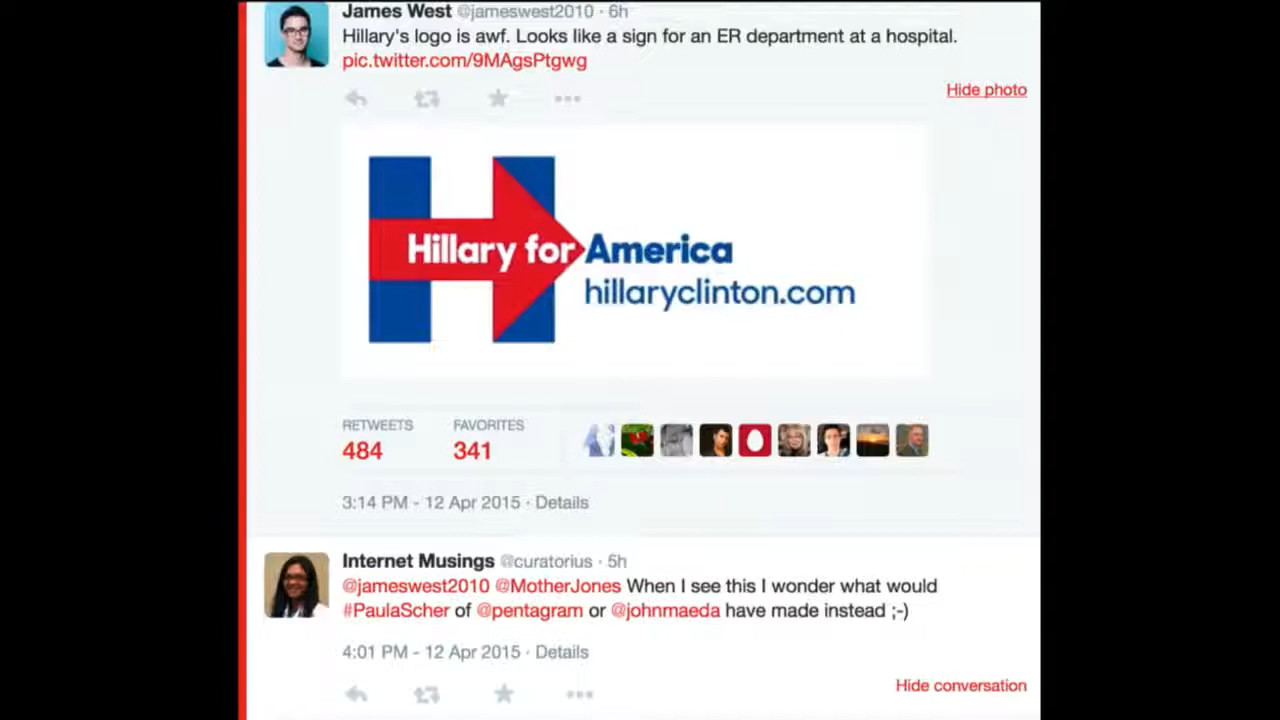 James West @jameswest2010 · 6h
Hillary's logo is awf. Looks like a sign for an ER department at a hospital.
pic.twitter.com/9MAgsPtgwg
Hide photo
Hillary for America
hillaryclinton.com
RETWEETS FAVORITES
484 341
3:14 PM - 12 Apr 2015 · Details
Internet Musings @curatorius · 5h
@jameswest2010 @MotherJones When I see this I wonder what would
#PaulaScher of @pentagram or @johnmaeda have made instead ;-)
4:01 PM - 12 Apr 2015 · Details
Hide conversation